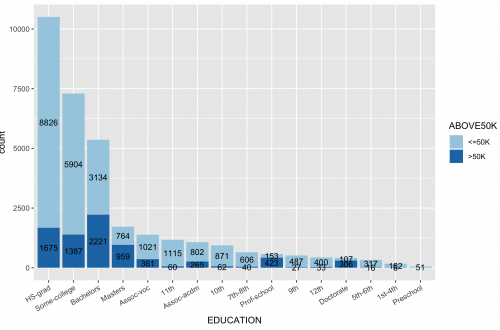 10000
7500
5000
2500
0
count
8826
1675
5904
1387
3134
2221
764
959
1021
361
1115
60
802
265
871
62
606
40
153
423
487
27
400
33
107
306
317
16
162
6
51
HS-grad
Some-college
Bachelors
Masters
Assoc-voc
11th
Assoc-acdm
10th
7th-8th
Prof-school
9th
12th
Doctorate
5th-6th
1st-4th
Preschool
EDUCATION
ABOVE50K
<=50K
>50K